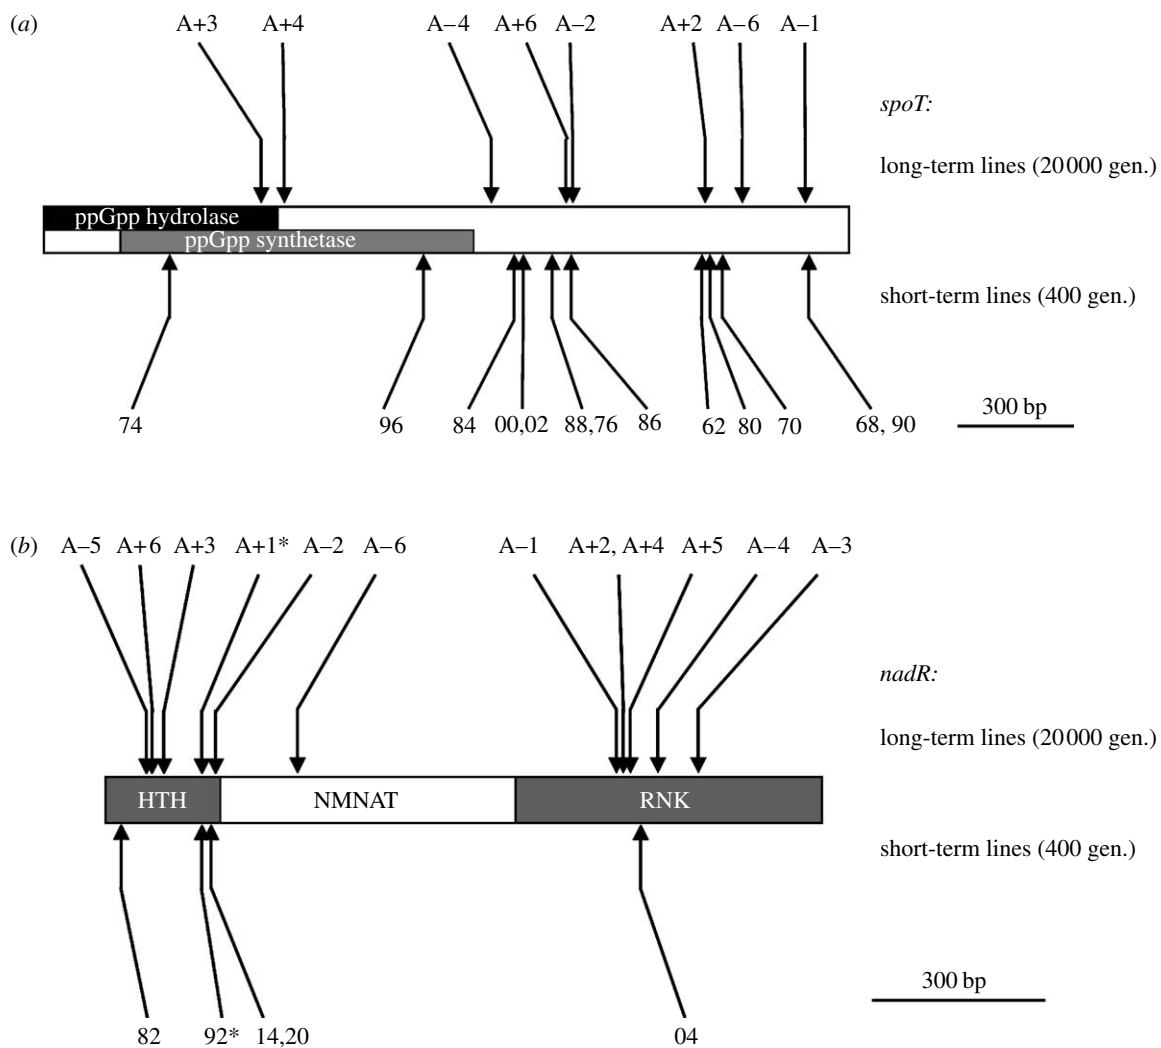 (a) A+3 A+4 A–4 A+6 A–2 A+2 A–6 A–1
spoT:
long-term lines (20000 gen.)
ppGpp hydrolase
ppGpp synthetase
short-term lines (400 gen.)
300 bp
74 96 84 00,02 88,76 86 62 80 70 68, 90
(b) A–5 A+6 A+3 A+1* A–2 A–6 A–1 A+2, A+4 A+5 A–4 A–3
nadR:
long-term lines (20000 gen.)
HTH NMNAT RNK
short-term lines (400 gen.)
300 bp
82 92* 14,20 04